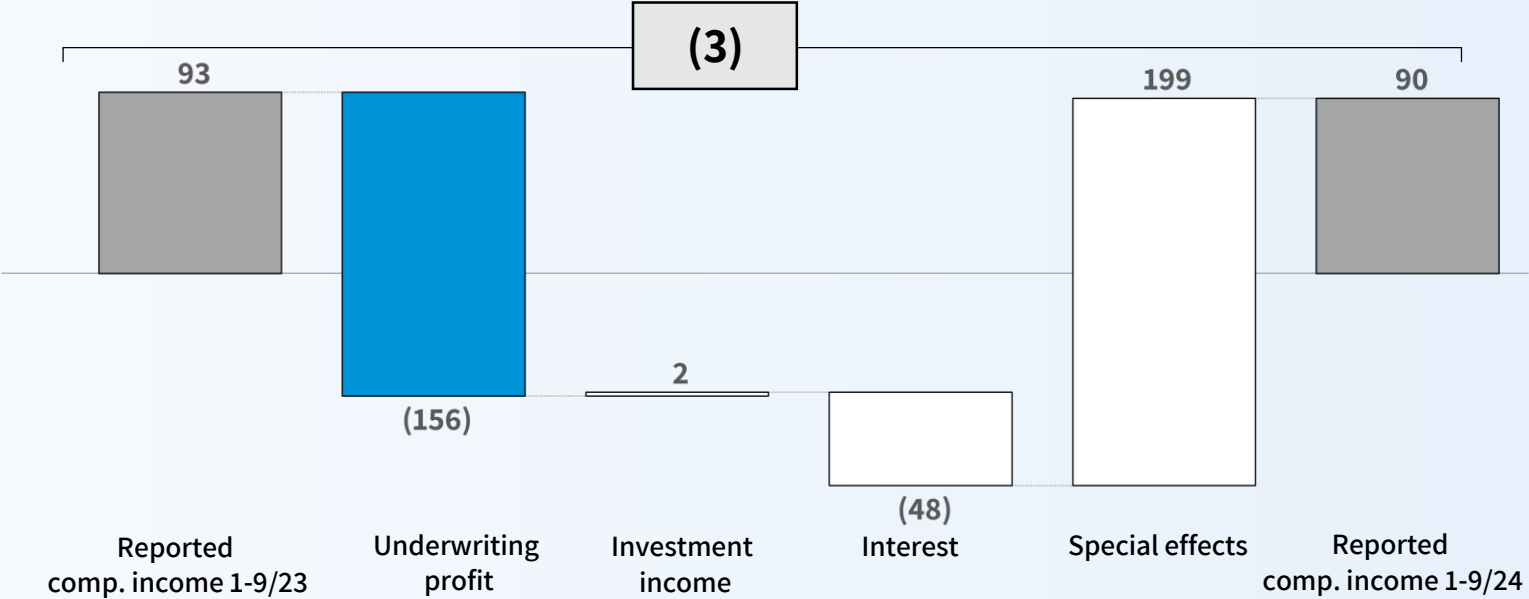 (3)
93
199
90
2
(156)
(48)
Reported
comp. income 1-9/23
Underwriting
profit
Investment
income
Interest
Special effects
Reported
comp. income 1-9/24